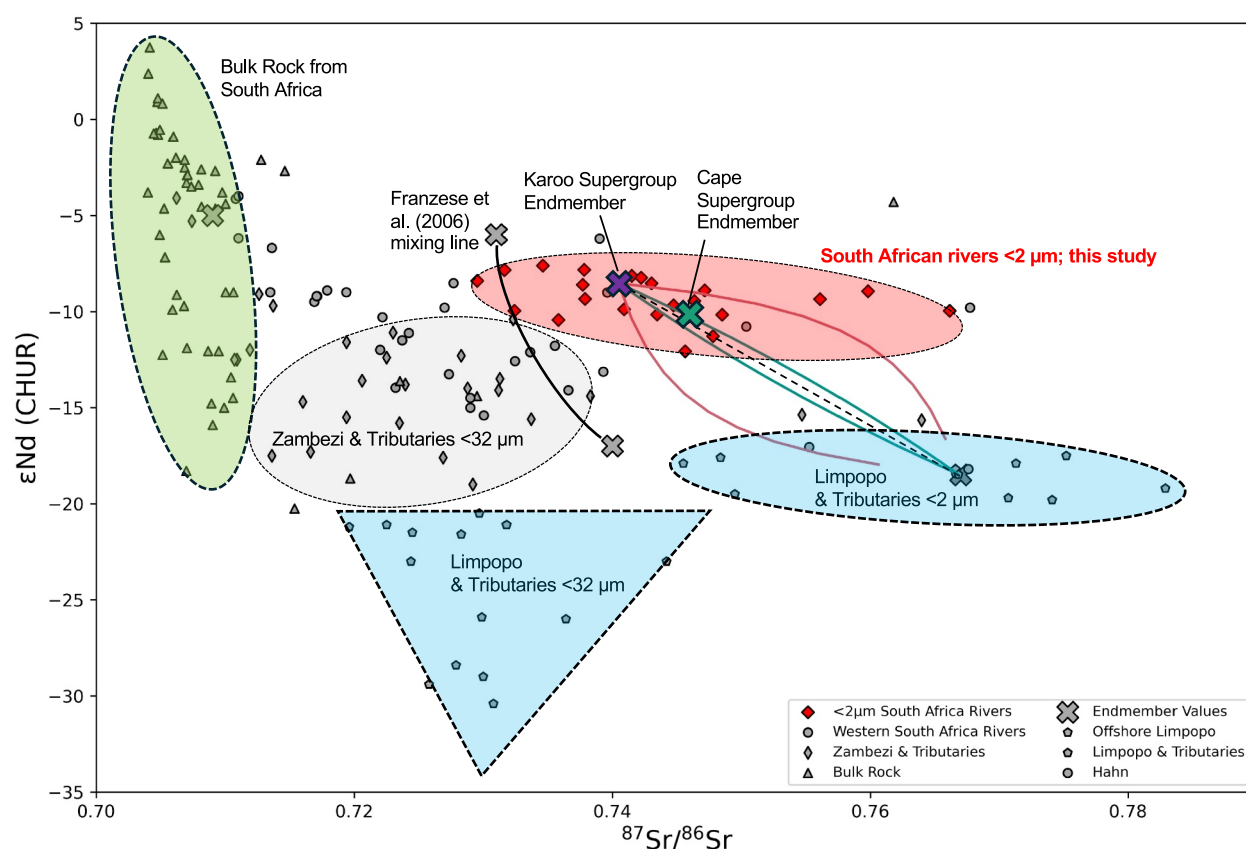 5
0
−5
−10
−15
−20
−25
−30
−35
εNd (CHUR)
Bulk Rock from
South Africa
Franzese et
al. (2006)
mixing line
Karoo Supergroup
Endmember
Cape
Supergroup
Endmember
South African rivers <2 µm; this study
Zambezi & Tributaries <32 µm
Limpopo
& Tributaries <2 µm
Limpopo
& Tributaries <32 µm
<2µm South Africa Rivers
Western South Africa Rivers
Zambezi & Tributaries
Bulk Rock
Endmember Values
Offshore Limpopo
Limpopo & Tributaries
Hahn
0.70
0.72
0.74
0.76
0.78
⁸⁷Sr/⁸⁶Sr